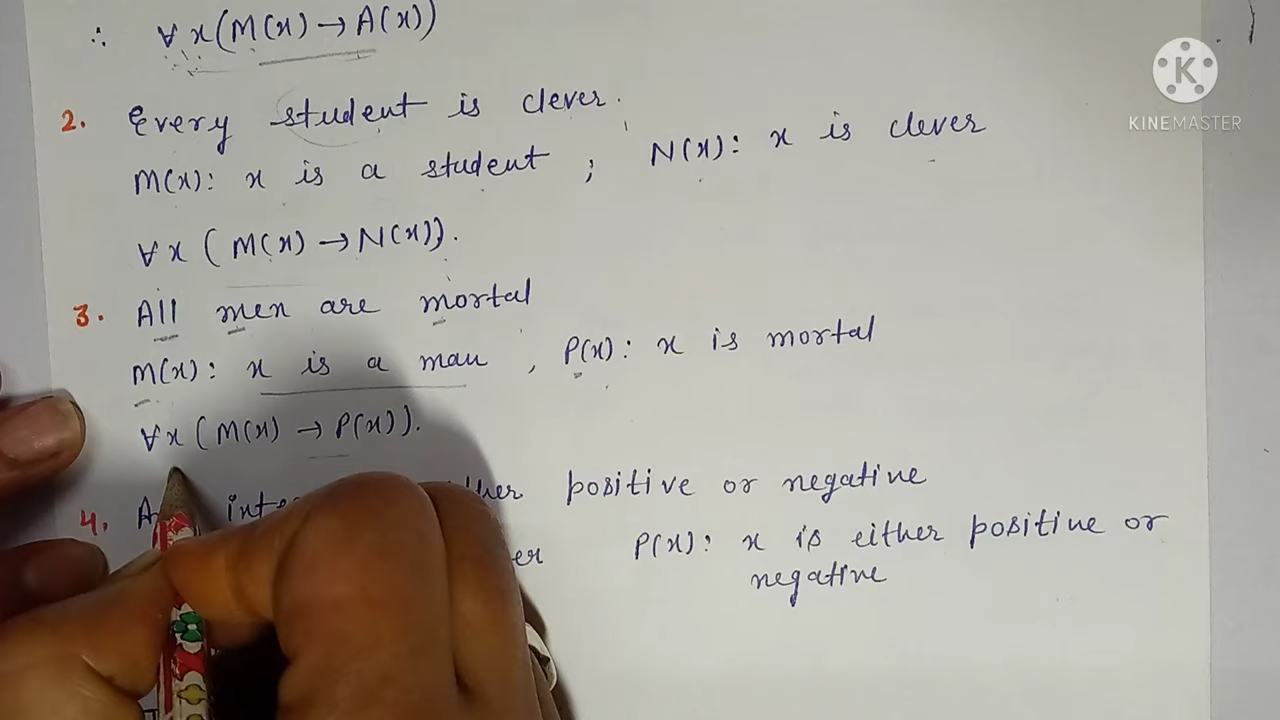 ∴ ∀x(M(x) → A(x))
2. Every student is clever.
M(x): x is a student ; N(x): x is clever
∀x (M(x) → N(x)).
3. All men are mortal
M(x): x is a man , P(x): x is mortal
∀x (M(x) → P(x)).
4. positive or negative
P(x): x is either positive or
negative
K
KINEMASTER